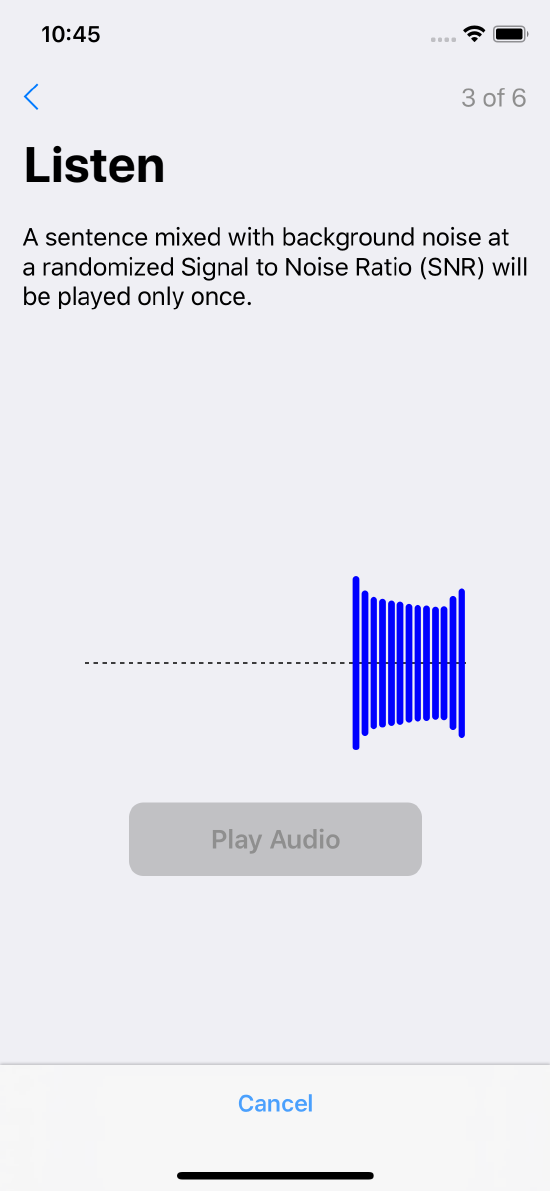 10:45
3 of 6
Listen
A sentence mixed with background noise at
a randomized Signal to Noise Ratio (SNR) will
be played only once.
Play Audio
Cancel